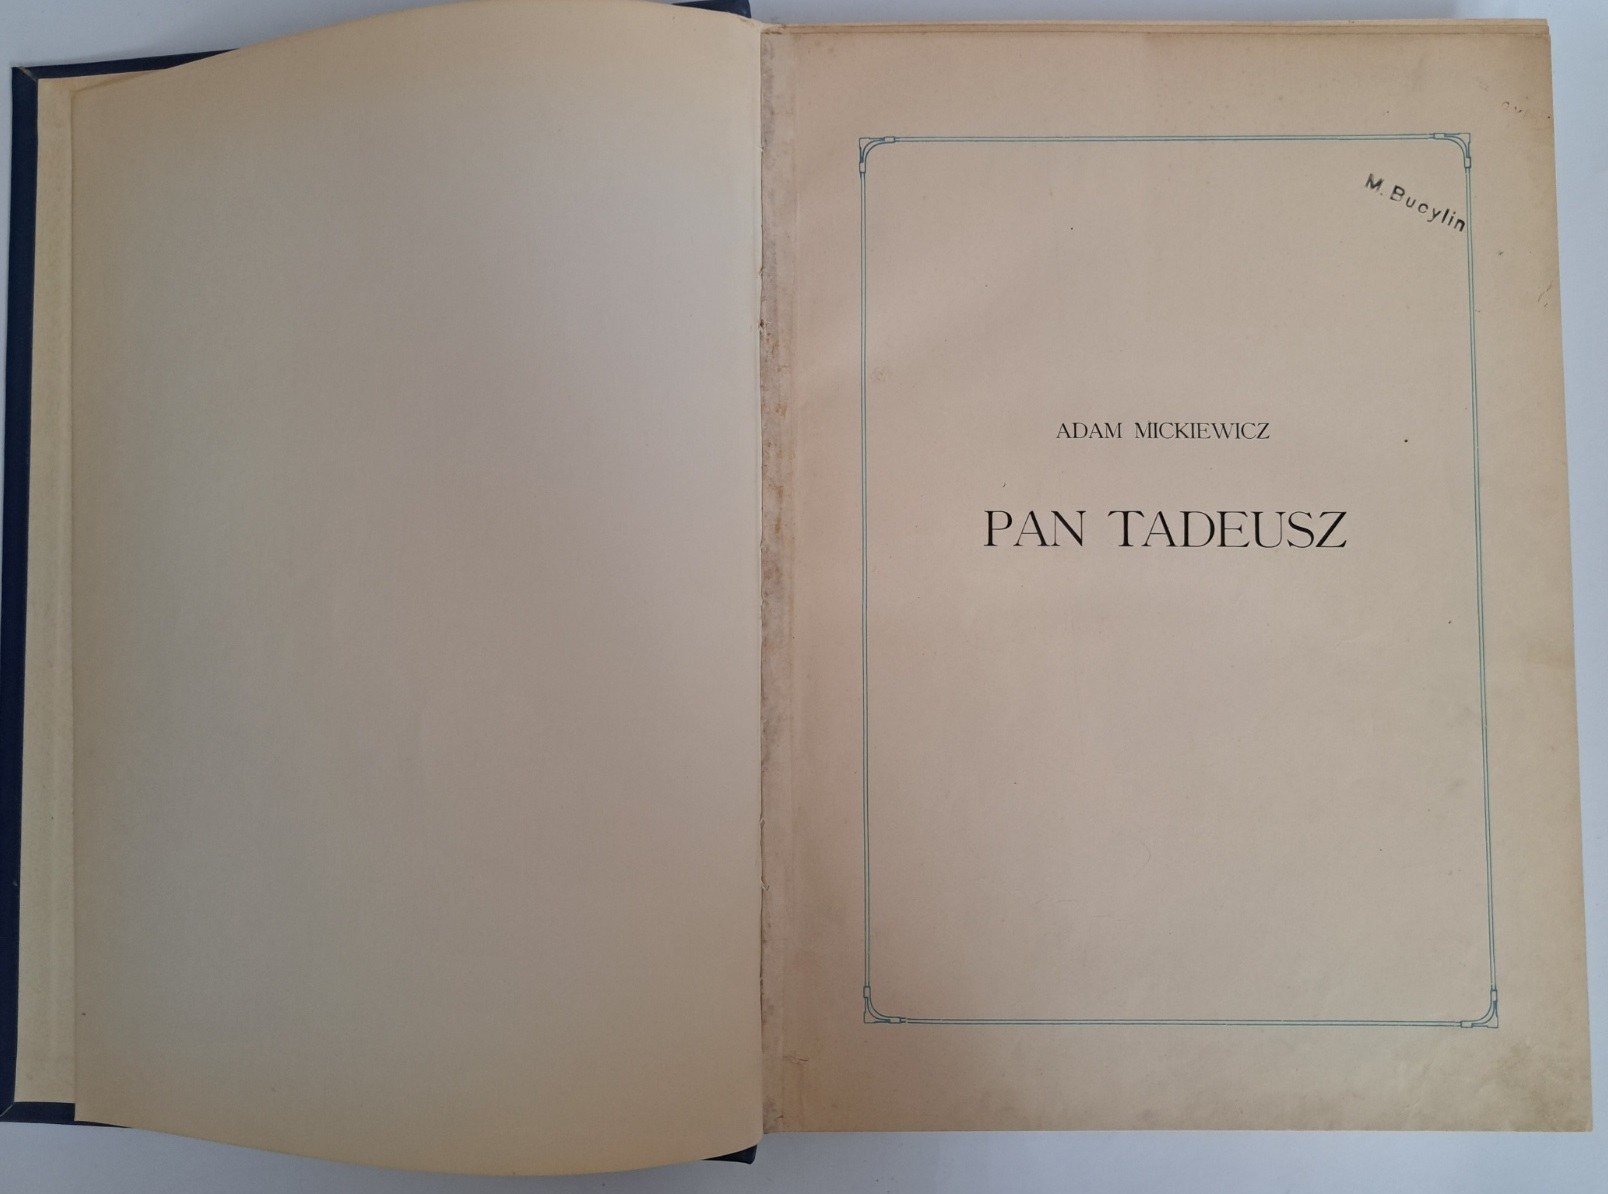 M. Bucylin
ADAM MICKIEWICZ
PAN TADEUSZ